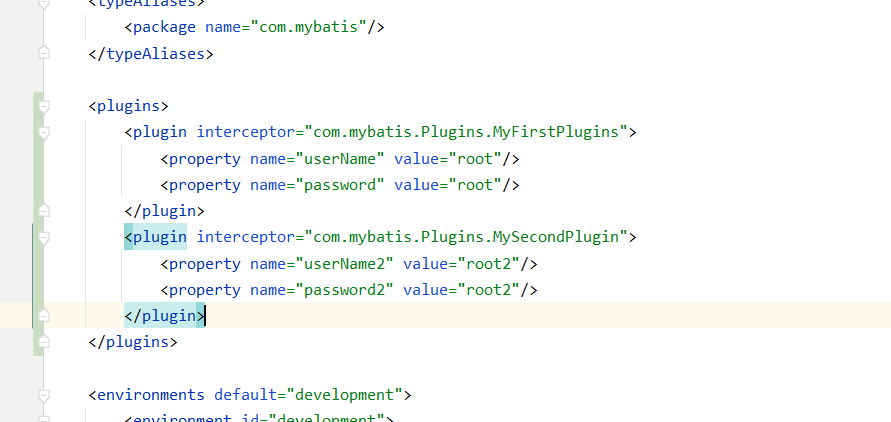 <typeAliases>
<package name="com.mybatis"/>
</typeAliases>
<plugins>
<plugin interceptor="com.mybatis.Plugins.MyFirstPlugins">
<property name="userName" value="root"/>
<property name="password" value="root"/>
</plugin>
<plugin interceptor="com.mybatis.Plugins.MySecondPlugin">
<property name="userName2" value="root2"/>
<property name="password2" value="root2"/>
</plugin>
</plugins>
<environments default="development">
<environment id="development">